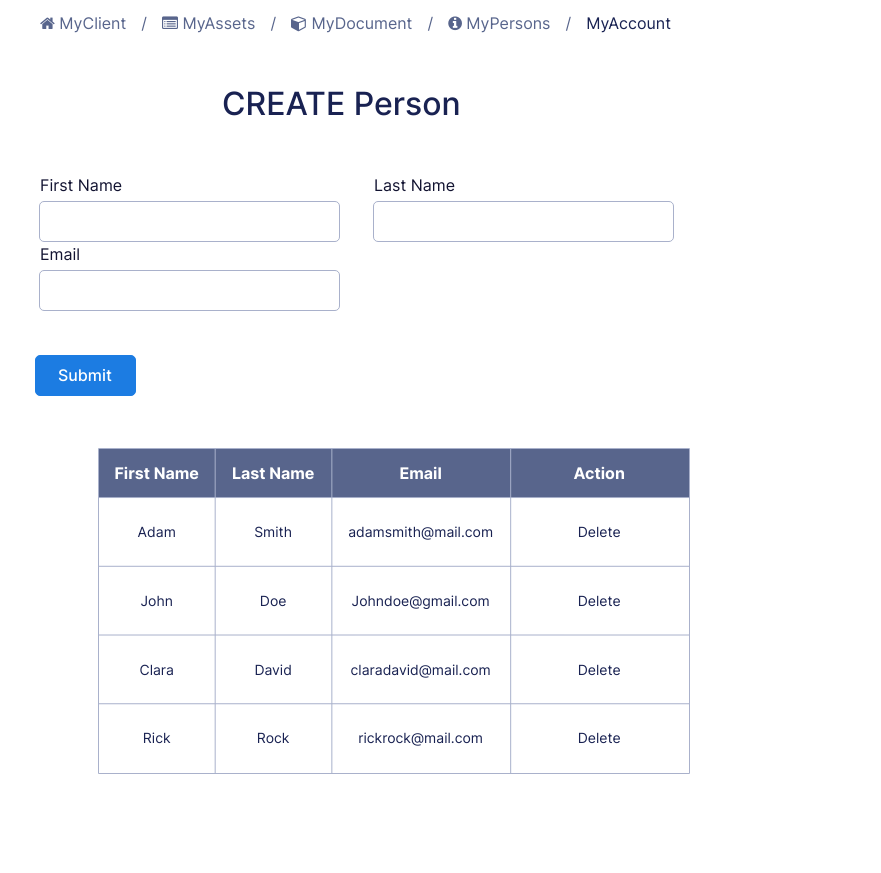 MyClient / MyAssets / MyDocument / MyPersons / MyAccount
CREATE Person
First Name Last Name
Email
Submit
First Name Last Name Email Action
Adam Smith adamsmith@mail.com Delete
John Doe Johndoe@gmail.com Delete
Clara David claradavid@mail.com Delete
Rick Rock rickrock@mail.com Delete